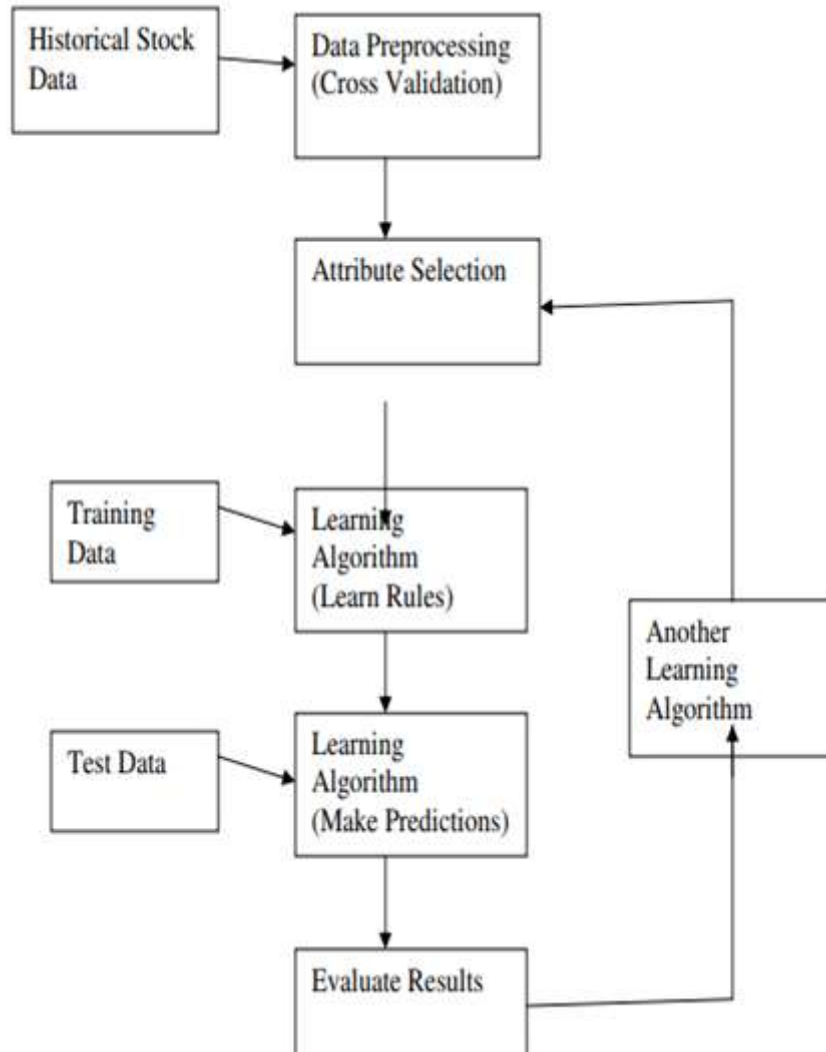 Historical Stock
Data
Data Preprocessing
(Cross Validation)
Attribute Selection
Training
Data
Learning
Algorithm
(Learn Rules)
Another
Learning
Algorithm
Test Data
Learning
Algorithm
(Make Predictions)
Evaluate Results